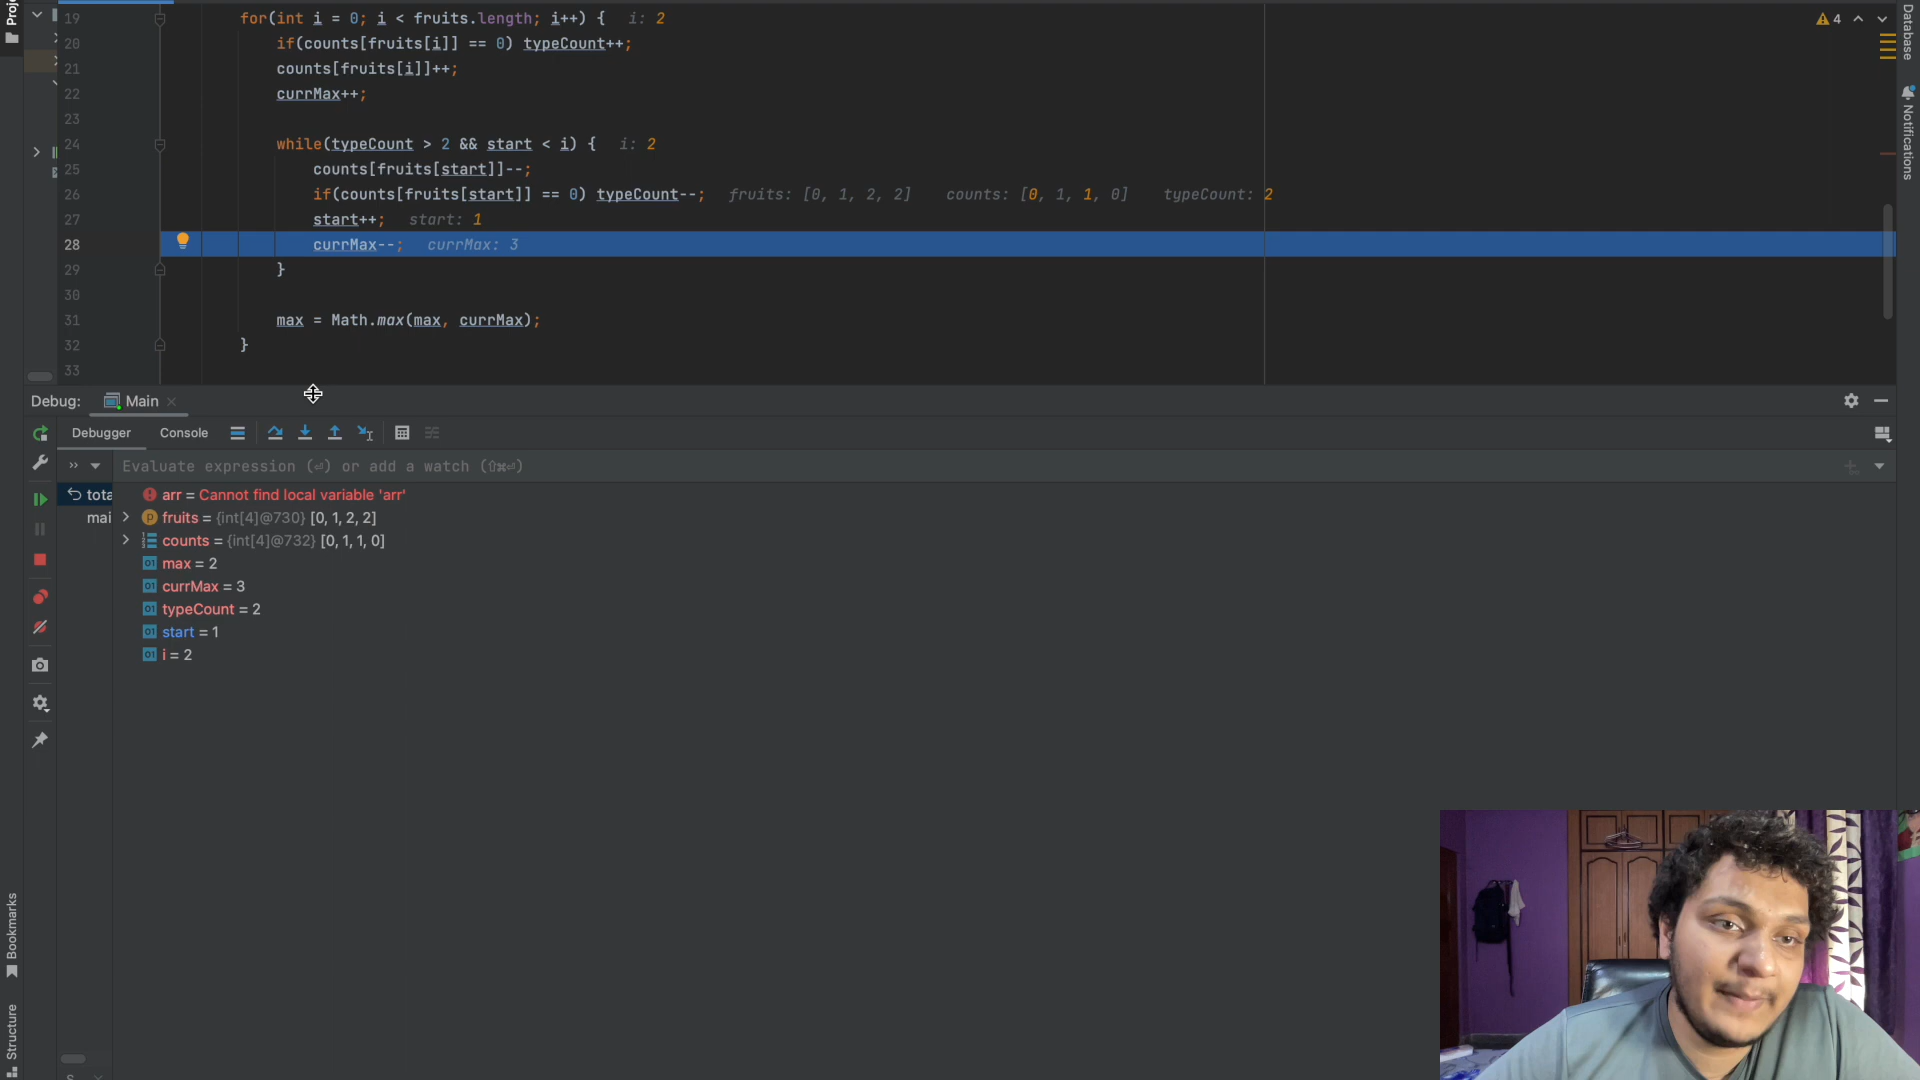 Proj
19 for(int i = 0; i < fruits.length; i++) { i: 2
20 if(counts[fruits[i]] == 0) typeCount++;
21 counts[fruits[i]]++;
22 currMax++;
23
24 while(typeCount > 2 && start < i) { i: 2
25 counts[fruits[start]]--;
26 if(counts[fruits[start]] == 0) typeCount--; fruits: [0, 1, 2, 2] counts: [0, 1, 1, 0] typeCount: 2
27 start++; start: 1
28 currMax--; currMax: 3
29 }
30
31 max = Math.max(max, currMax);
32 }
33
4
Database
Notifications
Debug: Main
Debugger Console
Evaluate expression (⏎) or add a watch (⇧⌘⏎)
tota
mai
arr = Cannot find local variable 'arr'
fruits = {int[4]@730} [0, 1, 2, 2]
counts = {int[4]@732} [0, 1, 1, 0]
max = 2
currMax = 3
typeCount = 2
start = 1
i = 2
Bookmarks
Structure